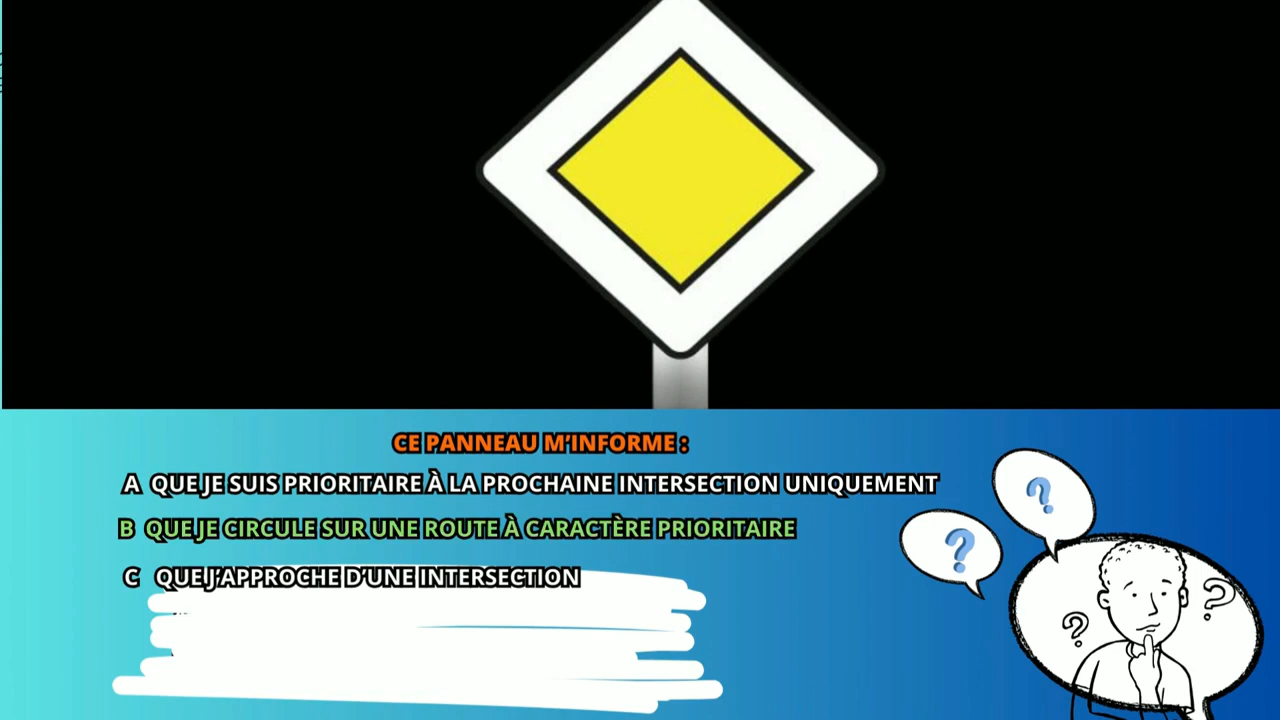 CE PANNEAU M'INFORME :
A QUE JE SUIS PRIORITAIRE À LA PROCHAINE INTERSECTION UNIQUEMENT
B QUE JE CIRCULE SUR UNE ROUTE À CARACTÈRE PRIORITAIRE
C QUE J'APPROCHE D'UNE INTERSECTION
?
?
?
?